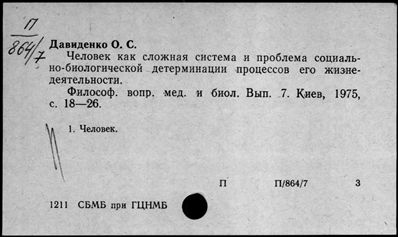 П
864/7
Давиденко О. С.
Человек как сложная система и проблема социаль-
но-биологической детерминации процессов его жизне-
деятельности.
Философ. вопр. мед. и биол. Вып. 7. Киев, 1975,
с. 18—26.
1. Человек.
П П/864/7 3
1211 СБМБ при ГЦНМБ